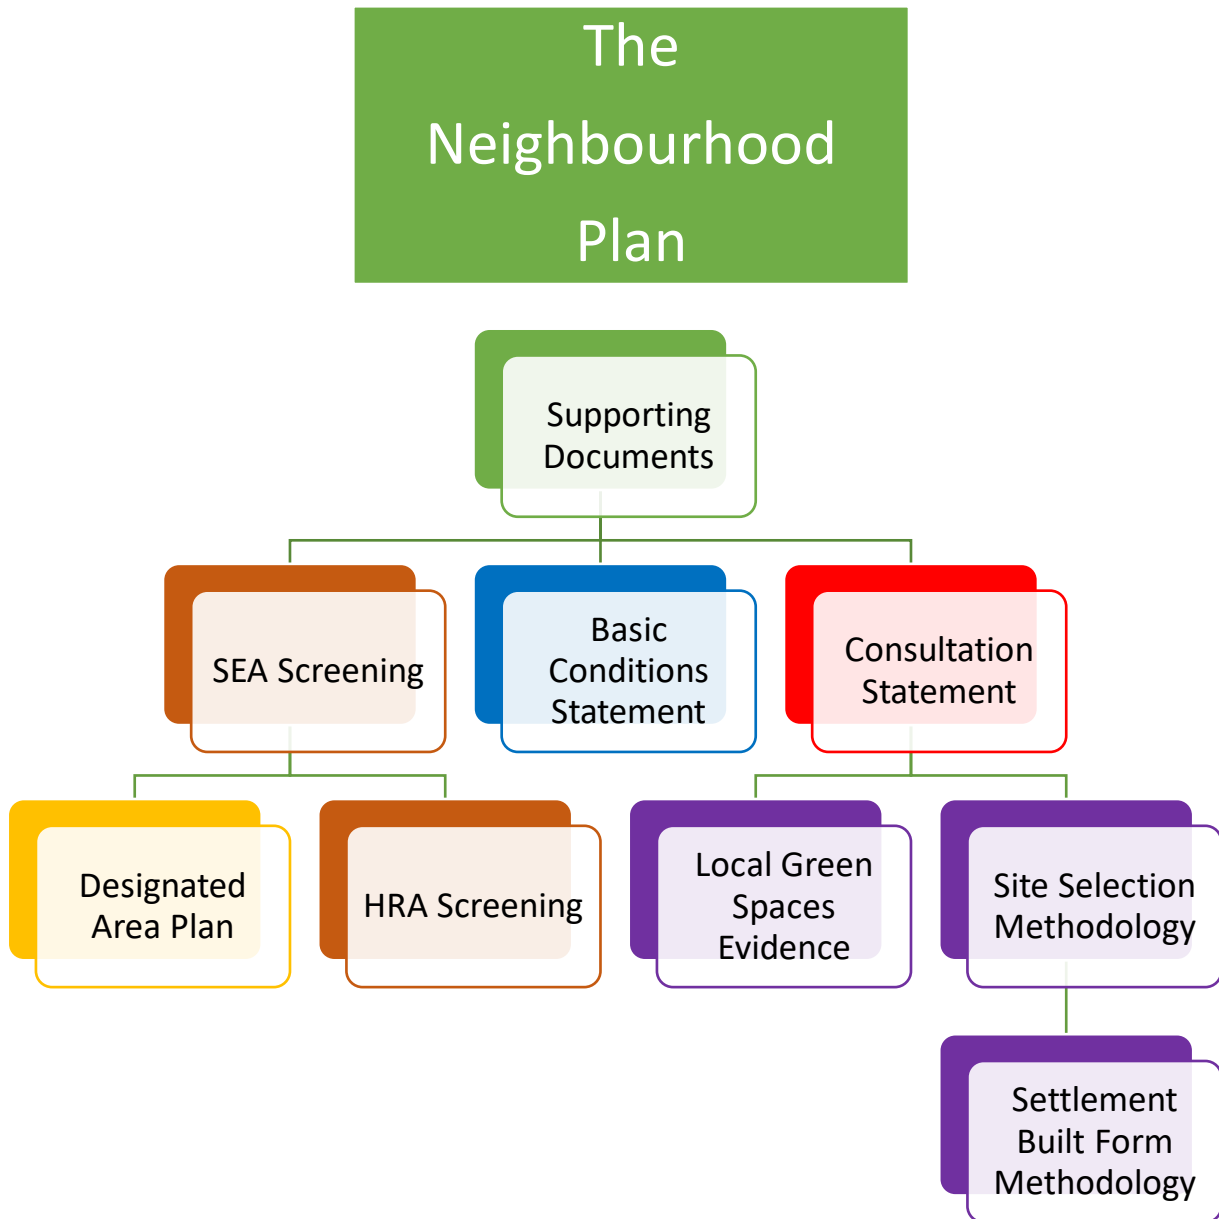 The
Neighbourhood
Plan
Supporting
Documents
SEA Screening
Basic
Conditions
Statement
Consultation
Statement
Designated
Area Plan
HRA Screening
Local Green
Spaces
Evidence
Site Selection
Methodology
Settlement
Built Form
Methodology